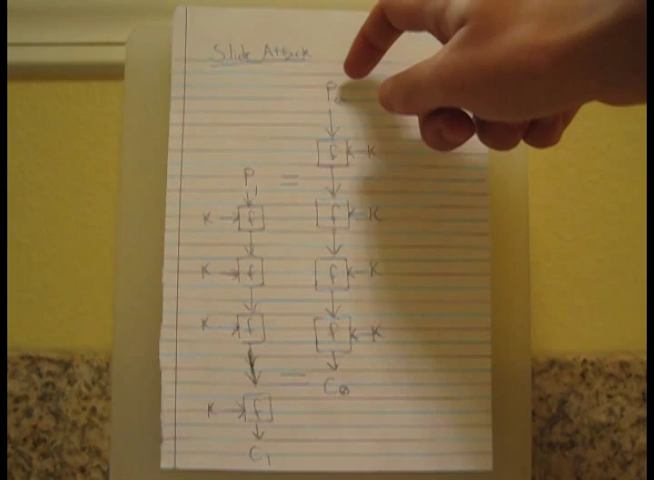 Slide Attack
P0
f K
P1 =
K f f K
K f f K
K f f K
= C0
K f
C1